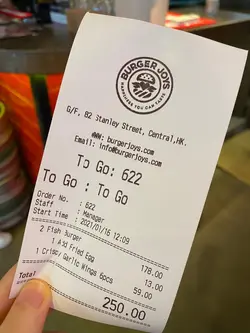 BURGER JOYS
HAPPINESS YOU CAN TASTE
G/F, 82 Stanley Street, Central, HK.
WWW: burgerjoys.com
Email: info@burgerjoys.com
To Go: 622
To Go : To Go
Order No. : 622
Staff : Manager
Start Time : 2021/01/16 12:09
2 Fish Burger 178.00
1 Add Fried Egg 13.00
1 Crispy Garlic Wings 6pcs 59.00
Total: 250.00